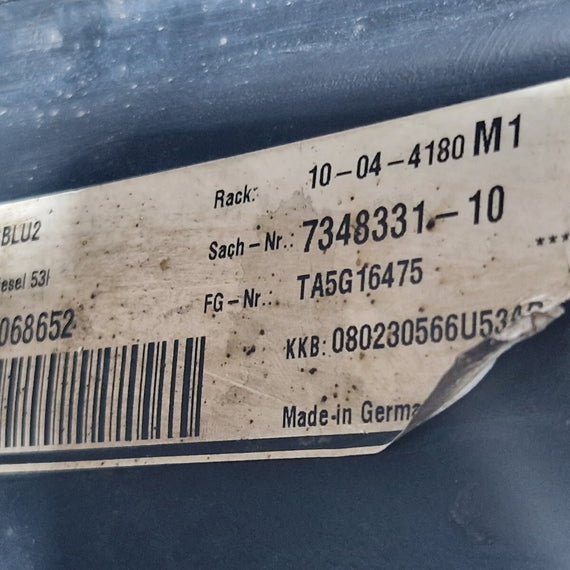 Rack: 10-04-4180 M1
BLU2
Sach-Nr.: 7348331-10
***
esel 53l
FG-Nr.: TA5G16475
068652
KKB: 080230566U53
Made-in Germa